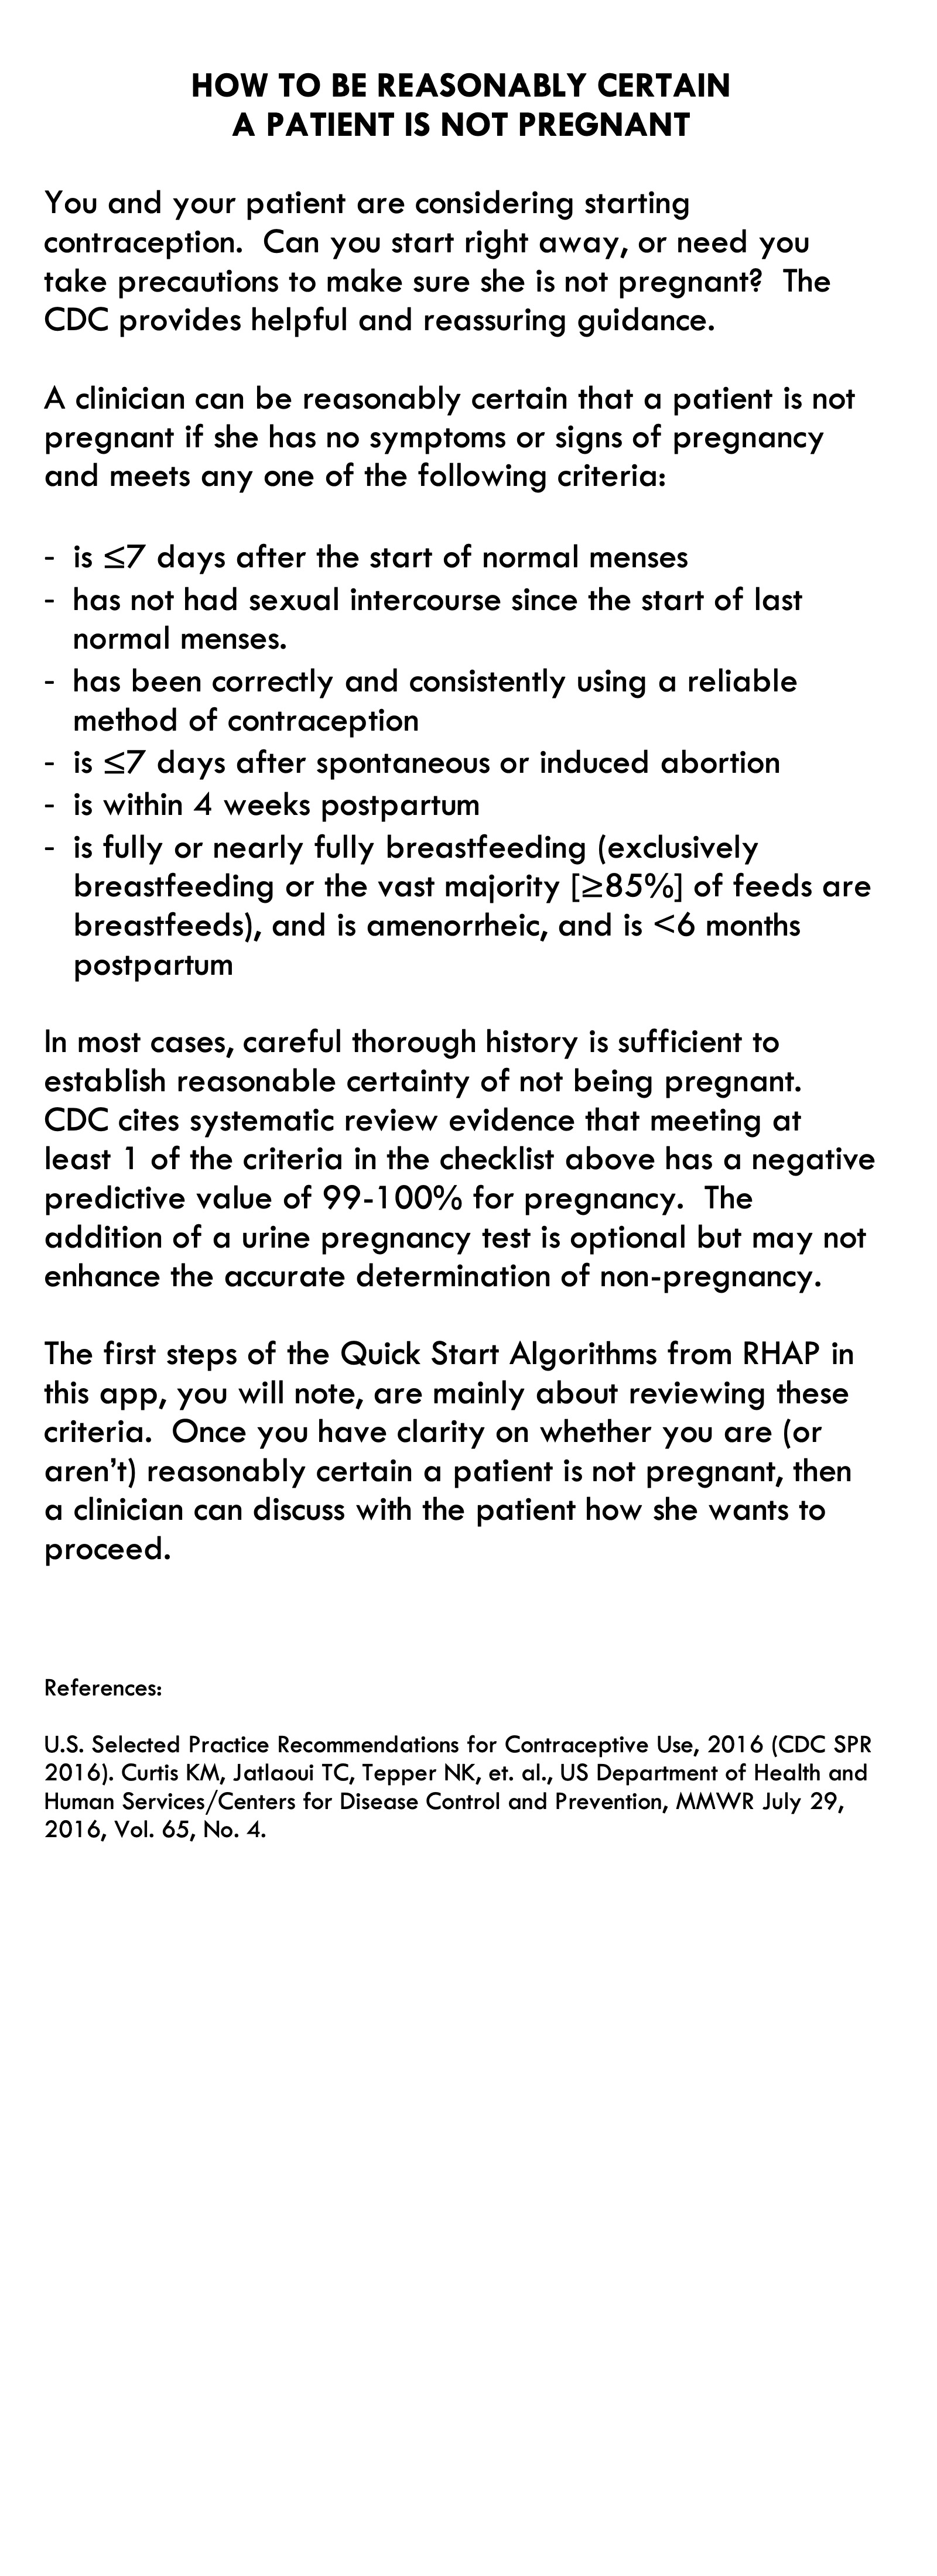 HOW TO BE REASONABLY CERTAIN
A PATIENT IS NOT PREGNANT
You and your patient are considering starting
contraception.  Can you start right away, or need you
take precautions to make sure she is not pregnant?  The
CDC provides helpful and reassuring guidance.
A clinician can be reasonably certain that a patient is not
pregnant if she has no symptoms or signs of pregnancy
and meets any one of the following criteria:
- is ≤7 days after the start of normal menses
- has not had sexual intercourse since the start of last
normal menses.
- has been correctly and consistently using a reliable
method of contraception
- is ≤7 days after spontaneous or induced abortion
- is within 4 weeks postpartum
- is fully or nearly fully breastfeeding (exclusively
breastfeeding or the vast majority [≥85%] of feeds are
breastfeeds), and is amenorrheic, and is <6 months
postpartum
In most cases, careful thorough history is sufficient to
establish reasonable certainty of not being pregnant.
CDC cites systematic review evidence that meeting at
least 1 of the criteria in the checklist above has a negative
predictive value of 99-100% for pregnancy.  The
addition of a urine pregnancy test is optional but may not
enhance the accurate determination of non-pregnancy.
The first steps of the Quick Start Algorithms from RHAP in
this app, you will note, are mainly about reviewing these
criteria.  Once you have clarity on whether you are (or
aren't) reasonably certain a patient is not pregnant, then
a clinician can discuss with the patient how she wants to
proceed.
References:
U.S. Selected Practice Recommendations for Contraceptive Use, 2016 (CDC SPR
2016). Curtis KM, Jatlaoui TC, Tepper NK, et. al., US Department of Health and
Human Services/Centers for Disease Control and Prevention, MMWR July 29,
2016, Vol. 65, No. 4.